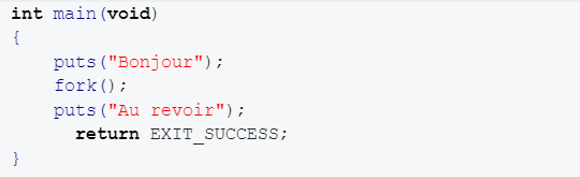 int main(void)
{
    puts("Bonjour");
    fork();
    puts("Au revoir");
      return EXIT_SUCCESS;
}